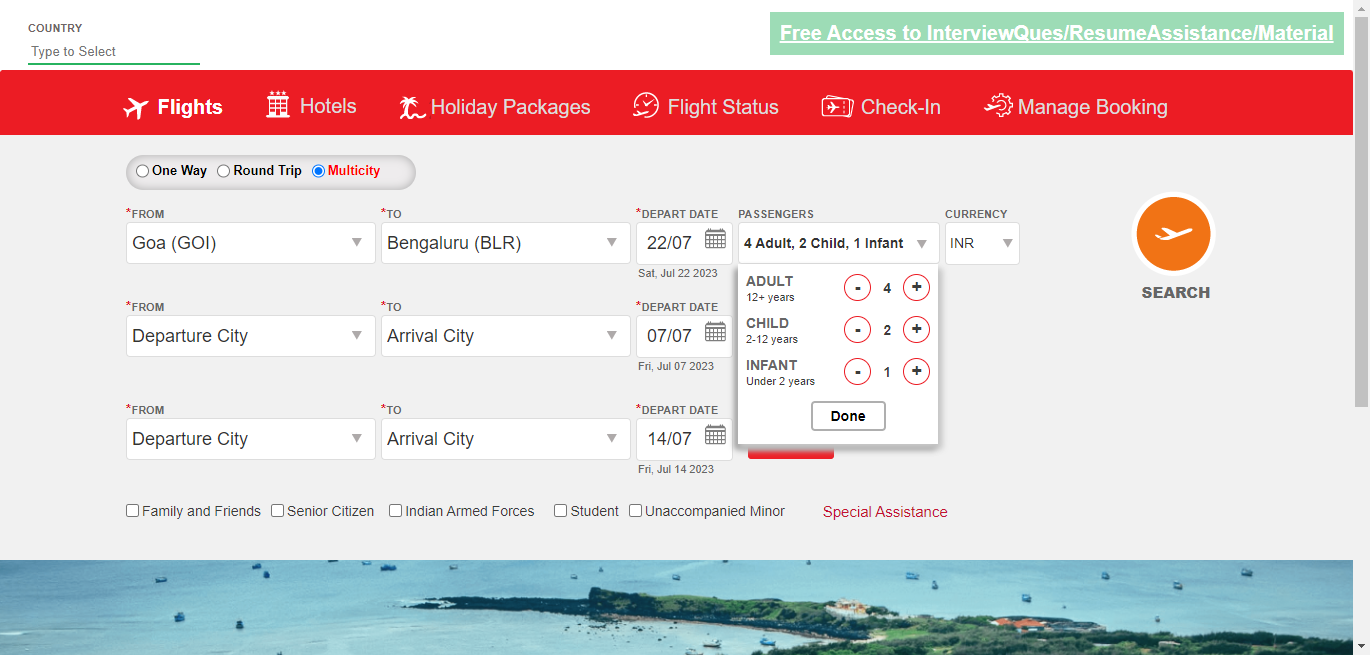 COUNTRY
Type to Select
Free Access to InterviewQues/ResumeAssistance/Material
Flights Hotels Holiday Packages Flight Status Check-In Manage Booking
One Way Round Trip Multicity
*FROM *TO *DEPART DATE PASSENGERS CURRENCY
Goa (GOI) Bengaluru (BLR) 22/07 4 Adult, 2 Child, 1 Infant INR
Sat, Jul 22 2023
SEARCH
ADULT
12+ years
- 4 +
CHILD
2-12 years
- 2 +
INFANT
Under 2 years
- 1 +
Done
*FROM *TO *DEPART DATE
Departure City Arrival City 07/07
Fri, Jul 07 2023
*FROM *TO *DEPART DATE
Departure City Arrival City 14/07
Fri, Jul 14 2023
Family and Friends Senior Citizen Indian Armed Forces Student Unaccompanied Minor Special Assistance